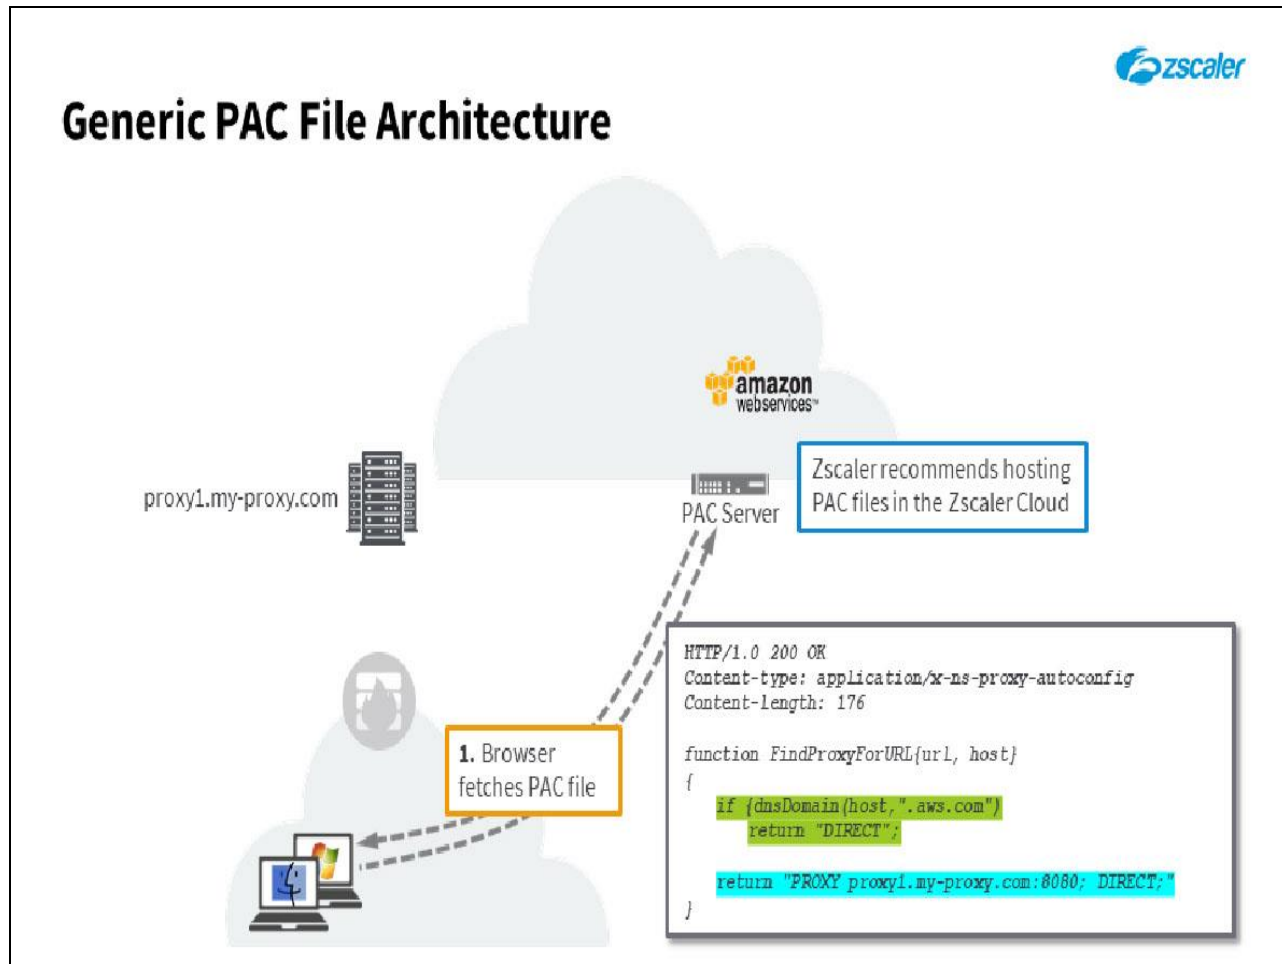 zscaler
Generic PAC File Architecture
amazon
webservices™
proxy1.my-proxy.com
PAC Server
Zscaler recommends hosting
PAC files in the Zscaler Cloud
1. Browser
fetches PAC file
HTTP/1.0 200 OK
Content-type: application/x-ns-proxy-autoconfig
Content-length: 176
function FindProxyForURL{url, host}
{
if {dnsDomain(host,".aws.com")
return "DIRECT";
return "PROXY proxy1.my-proxy.com:8080; DIRECT;"
}